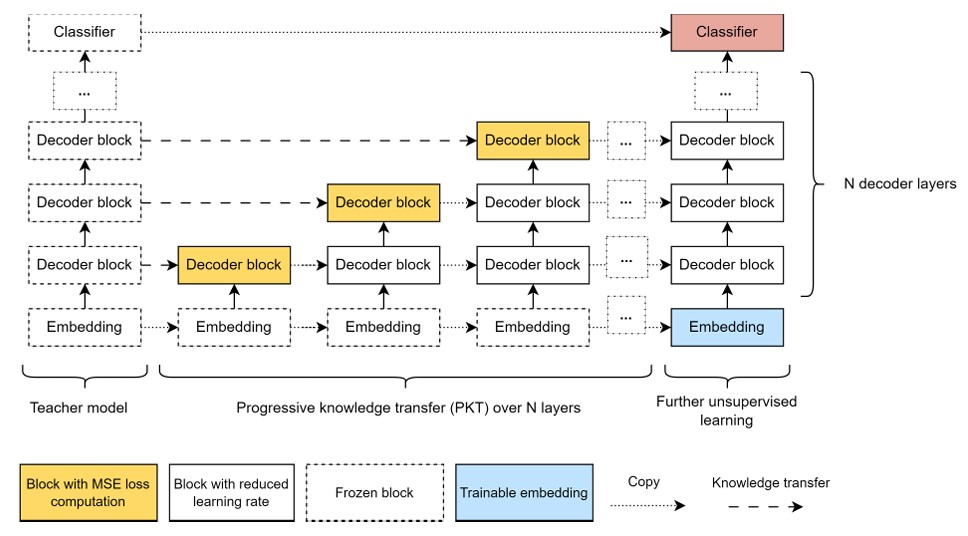 Classifier
Classifier
...
...
Decoder block
Decoder block
...
Decoder block
N decoder layers
Decoder block
Decoder block
Decoder block
...
Decoder block
Decoder block
Decoder block
Decoder block
Decoder block
...
Decoder block
Embedding
Embedding
Embedding
Embedding
...
Embedding
Teacher model
Progressive knowledge transfer (PKT) over N layers
Further unsupervised
learning
Block with MSE loss
computation
Block with reduced
learning rate
Frozen block
Trainable embedding
Copy
Knowledge transfer